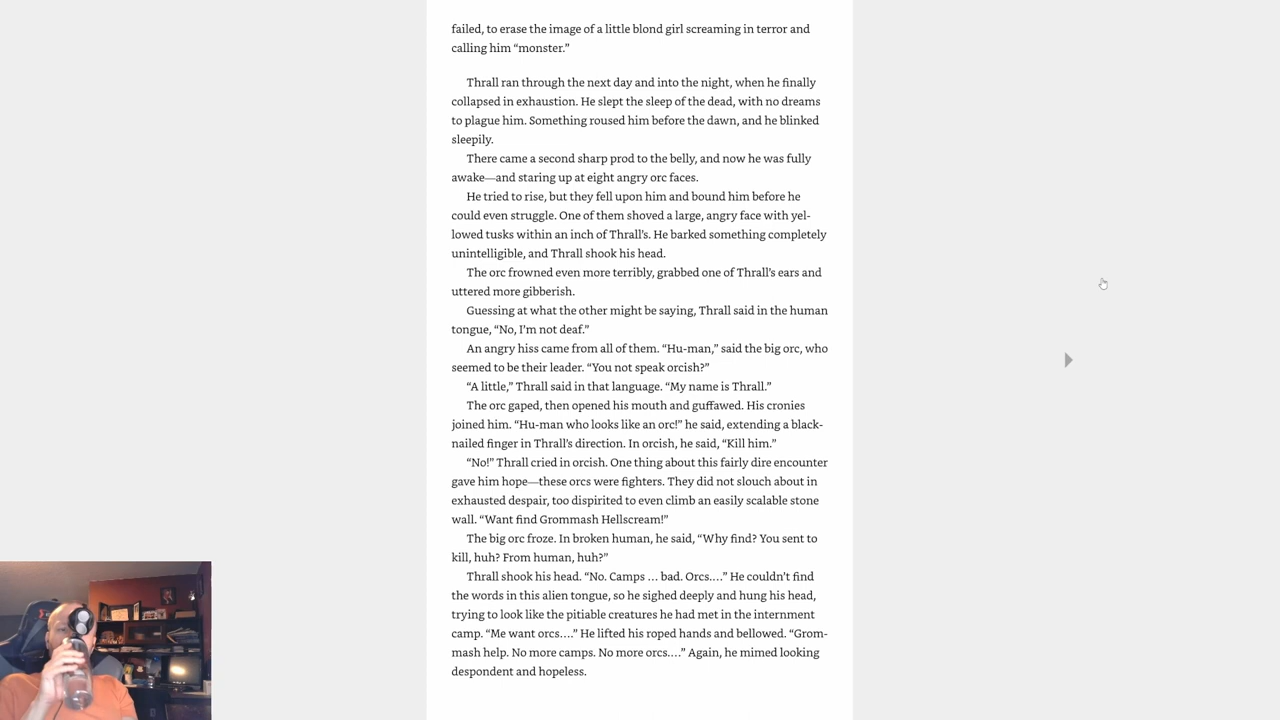 failed, to erase the image of a little blond girl screaming in terror and
calling him “monster.”
Thrall ran through the next day and into the night, when he finally
collapsed in exhaustion. He slept the sleep of the dead, with no dreams
to plague him. Something roused him before the dawn, and he blinked
sleepily.
There came a second sharp prod to the belly, and now he was fully
awake—and staring up at eight angry orc faces.
He tried to rise, but they fell upon him and bound him before he
could even struggle. One of them shoved a large, angry face with yel-
lowed tusks within an inch of Thrall’s. He barked something completely
unintelligible, and Thrall shook his head.
The orc frowned even more terribly, grabbed one of Thrall’s ears and
uttered more gibberish.
Guessing at what the other might be saying, Thrall said in the human
tongue, “No, I’m not deaf.”
An angry hiss came from all of them. “Hu-man,” said the big orc, who
seemed to be their leader. “You not speak orcish?”
“A little,” Thrall said in that language. “My name is Thrall.”
The orc gaped, then opened his mouth and guffawed. His cronies
joined him. “Hu-man who looks like an orc!” he said, extending a black-
nailed finger in Thrall’s direction. In orcish, he said, “Kill him.”
“No!” Thrall cried in orcish. One thing about this fairly dire encounter
gave him hope—these orcs were fighters. They did not slouch about in
exhausted despair, too dispirited to even climb an easily scalable stone
wall. “Want find Grommash Hellscream!”
The big orc froze. In broken human, he said, “Why find? You sent to
kill, huh? From human, huh?”
Thrall shook his head. “No. Camps … bad. Orcs.…” He couldn’t find
the words in this alien tongue, so he sighed deeply and hung his head,
trying to look like the pitiable creatures he had met in the internment
camp. “Me want orcs.…” He lifted his roped hands and bellowed. “Grom-
mash help. No more camps. No more orcs.…” Again, he mimed looking
despondent and hopeless.